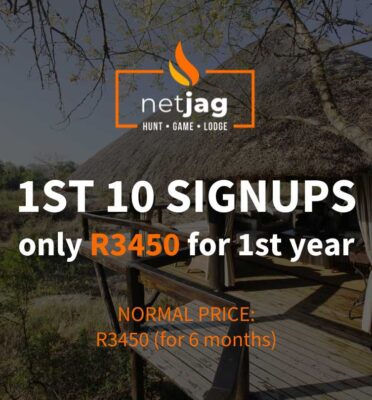 netjag
HUNT • GAME • LODGE
1ST 10 SIGNUPS
only R3450 for 1st year
NORMAL PRICE:
R3450 (for 6 months)